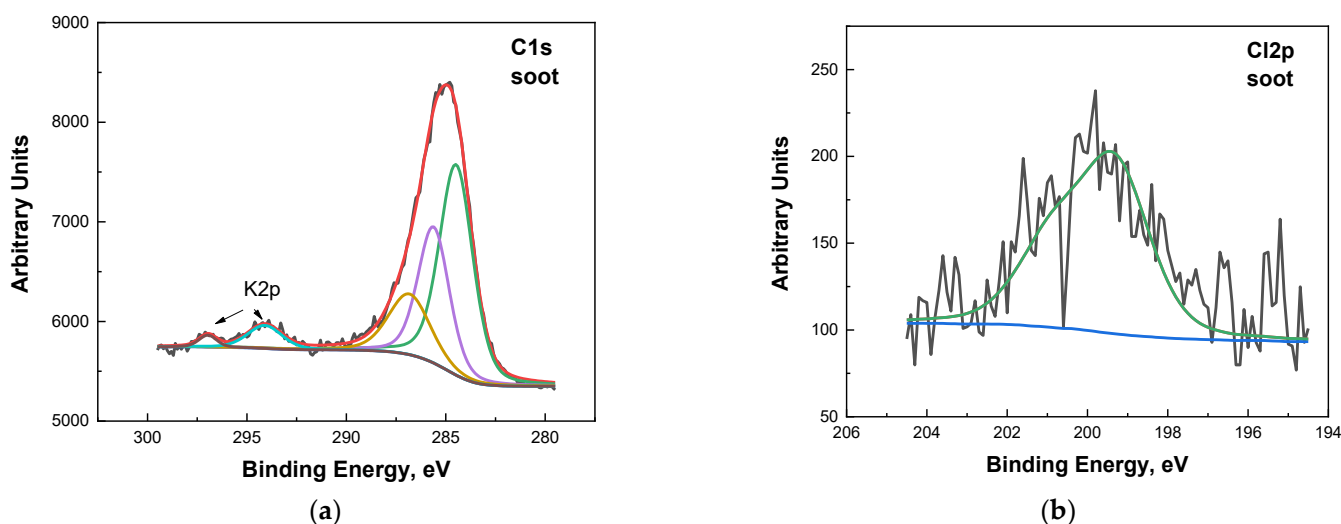 C1s
soot
K2p
9000
8000
7000
6000
5000
Arbitrary Units
300 295 290 285 280
Binding Energy, eV
(a)
Cl2p
soot
250
200
150
100
50
Arbitrary Units
206 204 202 200 198 196 194
Binding Energy, eV
(b)